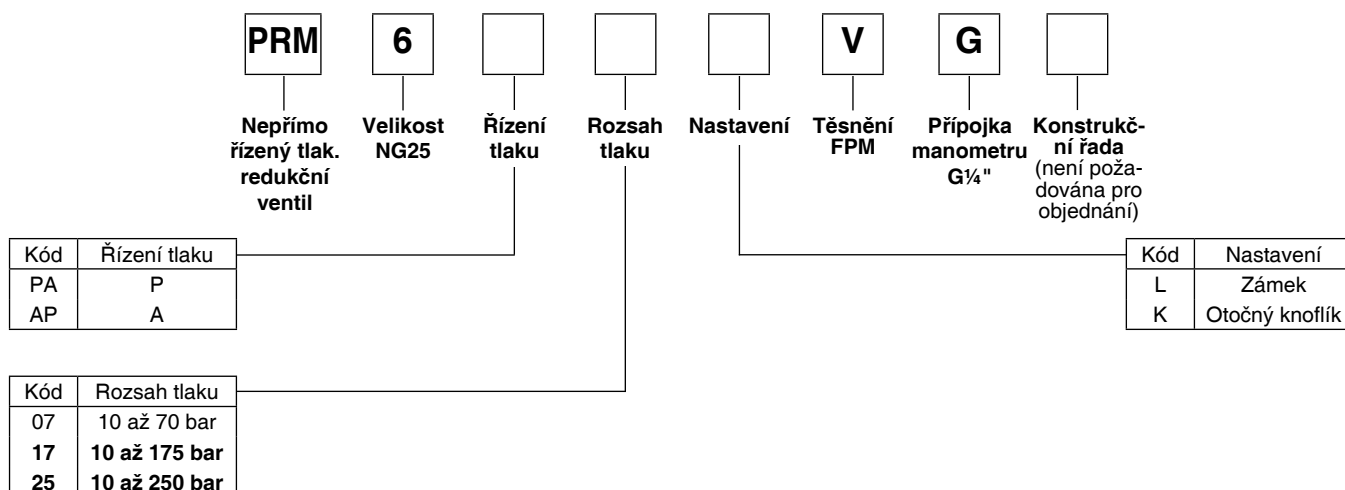 PRM 6 V G
Nepřímo
řízený tlak.
redukční
ventil
Velikost
NG25
Řízení
tlaku
Rozsah
tlaku
Nastavení
Těsnění
FPM
Přípojka
manometru
G¼"
Konstrukč-
ní řada
(není poža-
dována pro
objednání)
Kód Řízení tlaku
PA P
AP A
Kód Nastavení
L Zámek
K Otočný knoflík
Kód Rozsah tlaku
07 10 až 70 bar
17 10 až 175 bar
25 10 až 250 bar